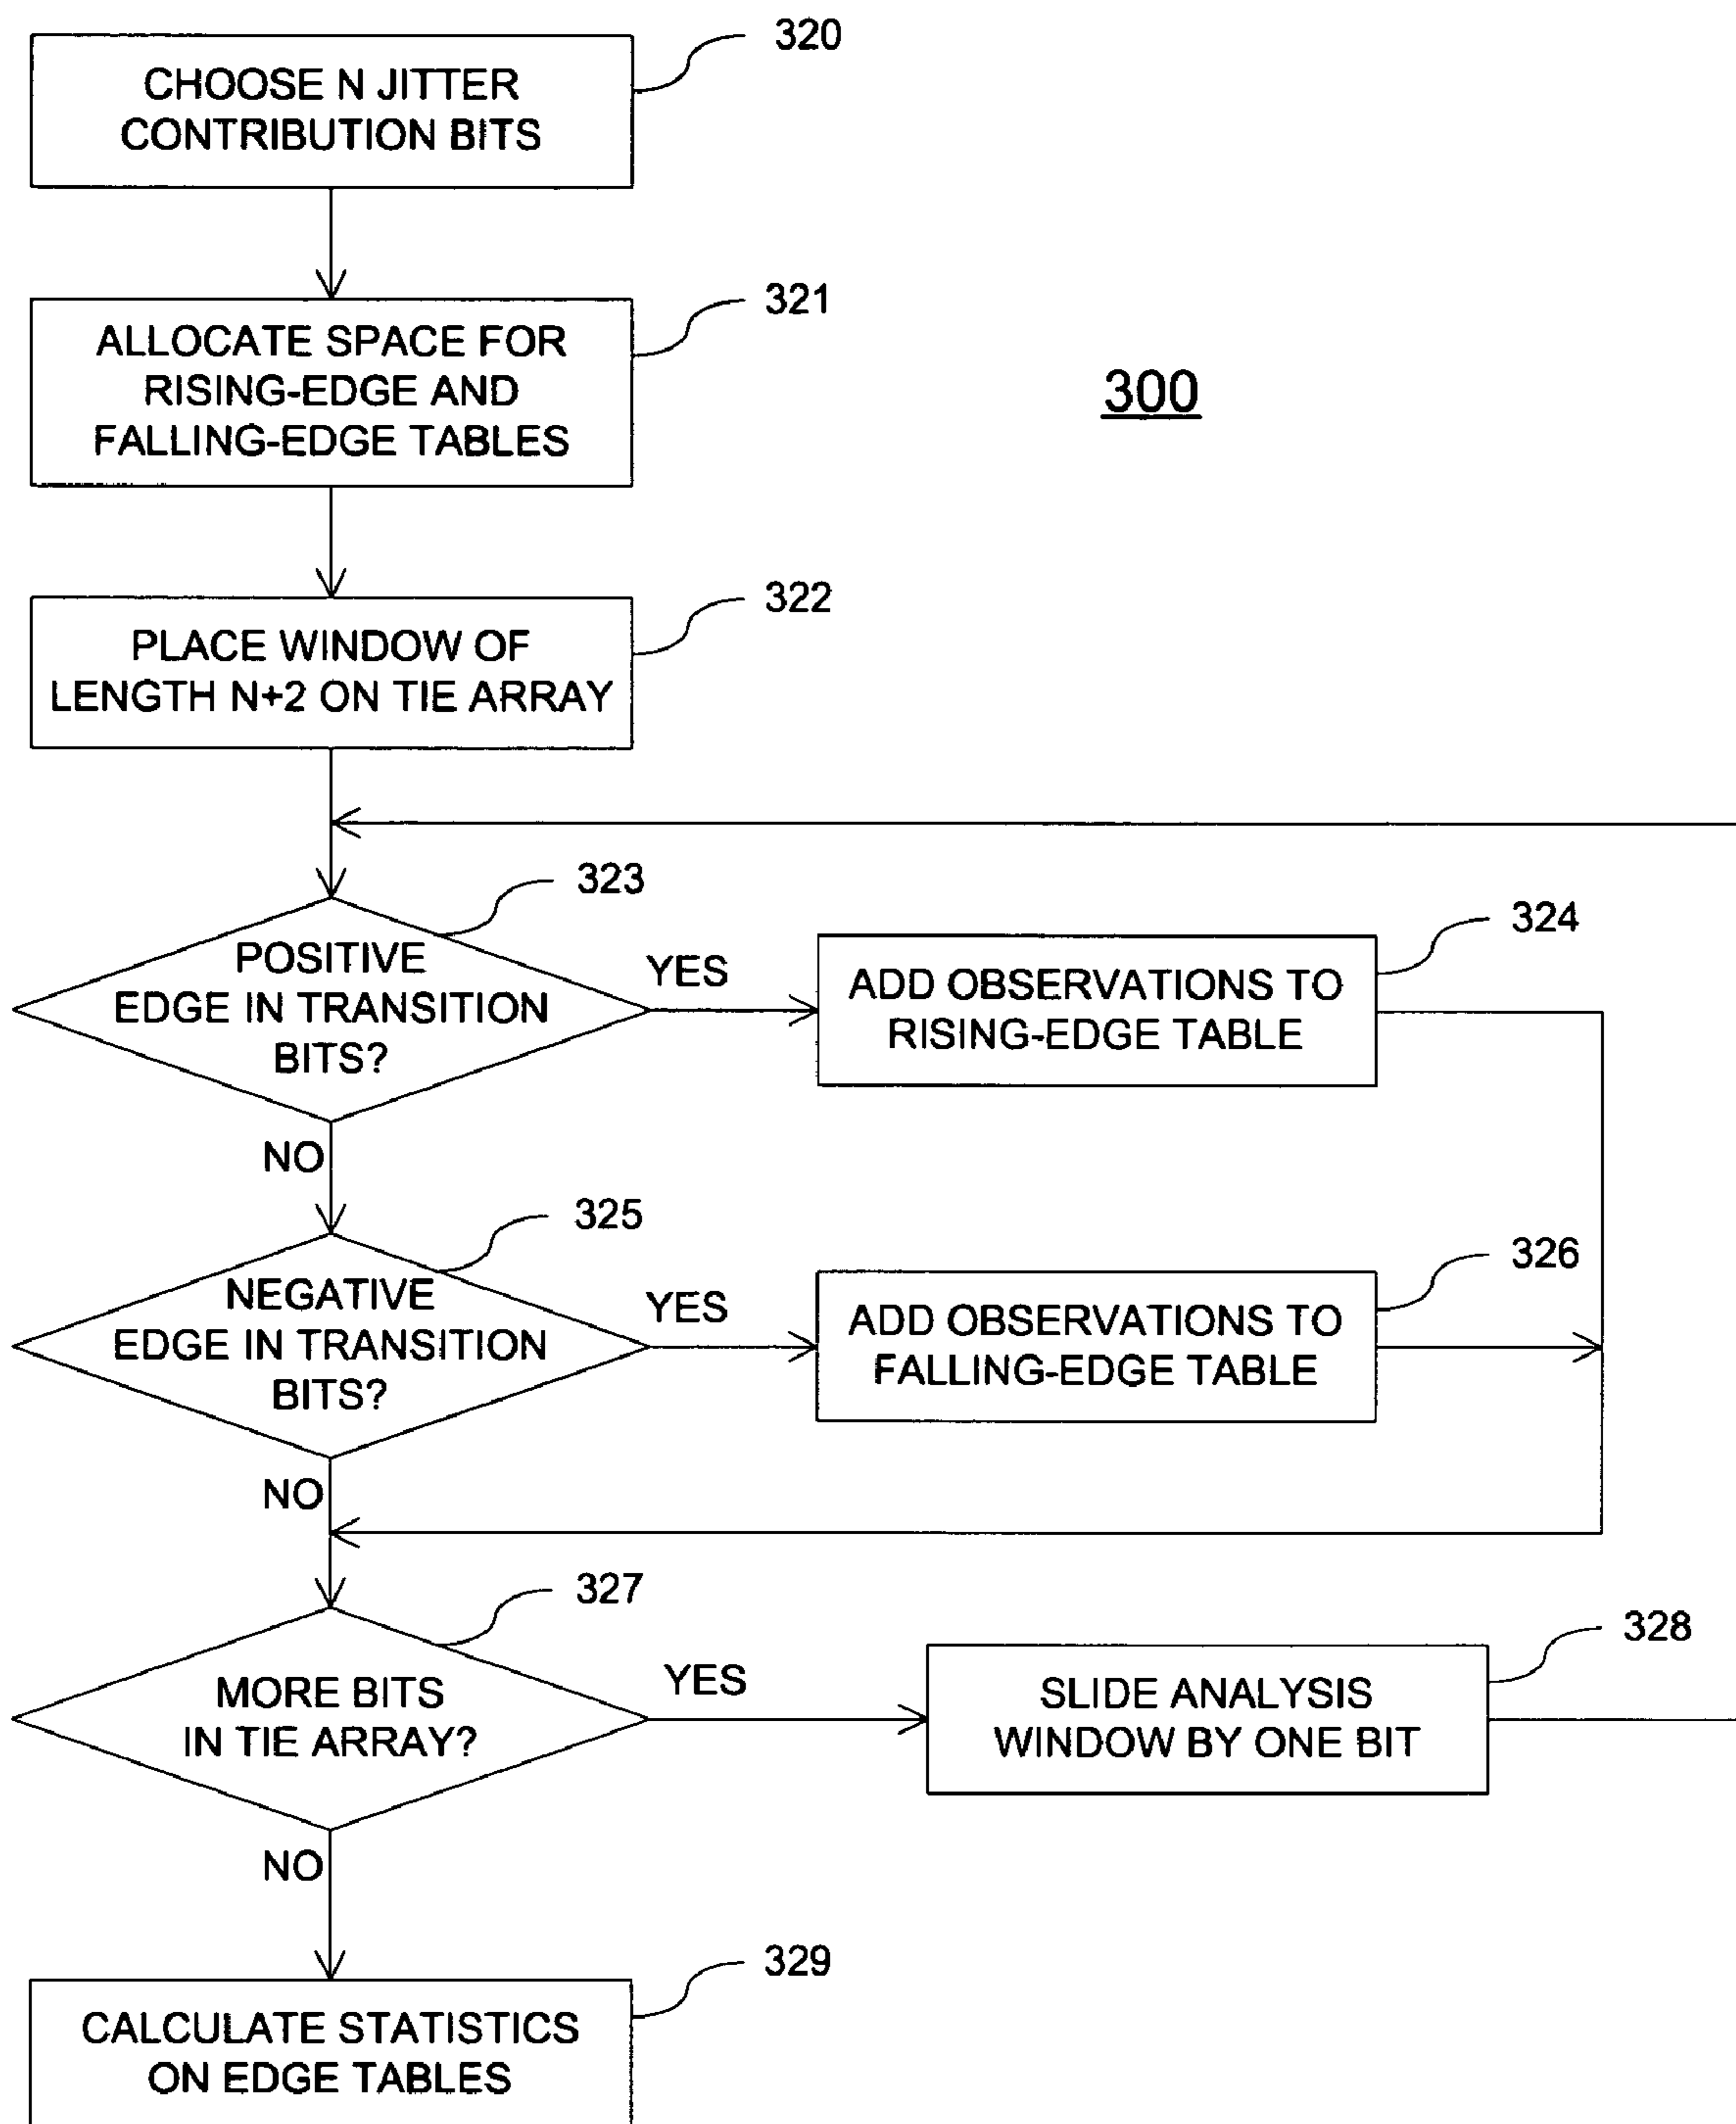 320
CHOOSE N JITTER
CONTRIBUTION BITS
321
ALLOCATE SPACE FOR
RISING-EDGE AND
FALLING-EDGE TABLES
300
322
PLACE WINDOW OF
LENGTH N+2 ON TIE ARRAY
323
POSITIVE
EDGE IN TRANSITION
BITS?
YES
324
ADD OBSERVATIONS TO
RISING-EDGE TABLE
NO
325
NEGATIVE
EDGE IN TRANSITION
BITS?
YES
326
ADD OBSERVATIONS TO
FALLING-EDGE TABLE
NO
327
MORE BITS
IN TIE ARRAY?
YES
328
SLIDE ANALYSIS
WINDOW BY ONE BIT
NO
329
CALCULATE STATISTICS
ON EDGE TABLES